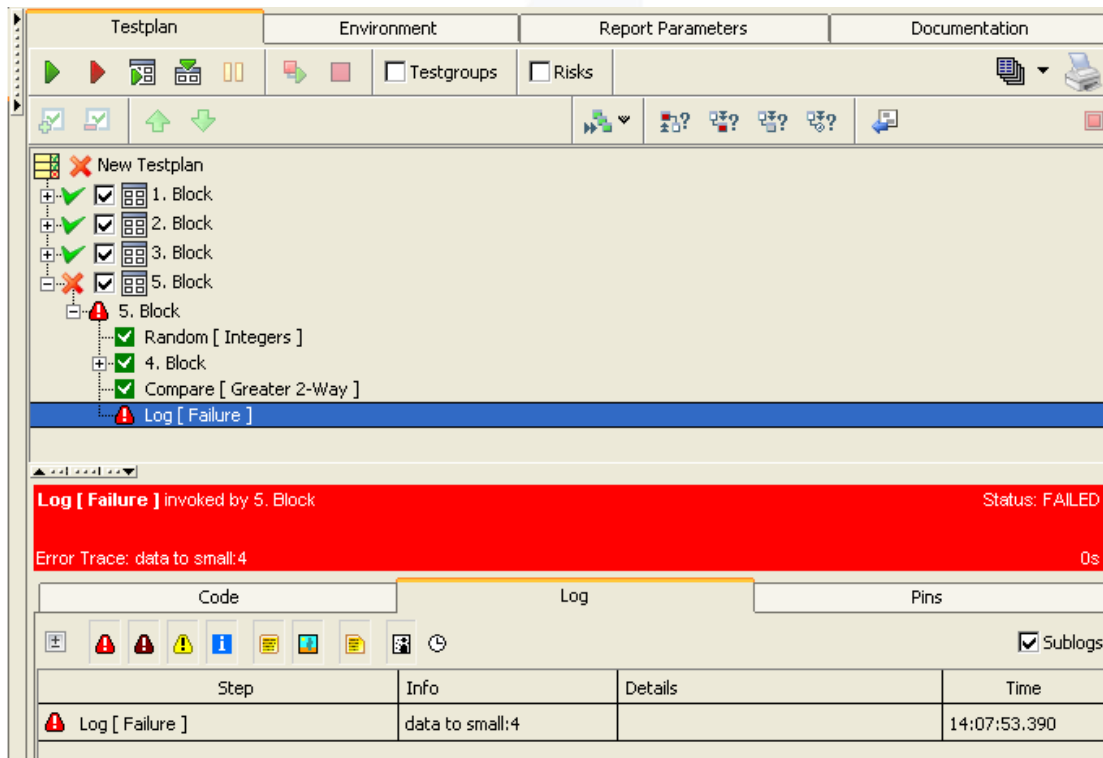 Testplan Environment Report Parameters Documentation
Testgroups Risks
? ? ? ?
New Testplan
1. Block
2. Block
3. Block
5. Block
5. Block
Random [ Integers ]
4. Block
Compare [ Greater 2-Way ]
Log [ Failure ]
Log [ Failure ] invoked by 5. Block Status: FAILED
Error Trace: data to small:4 0s
Code Log Pins
Sublogs
Step Info Details Time
Log [ Failure ] data to small:4 14:07:53.390